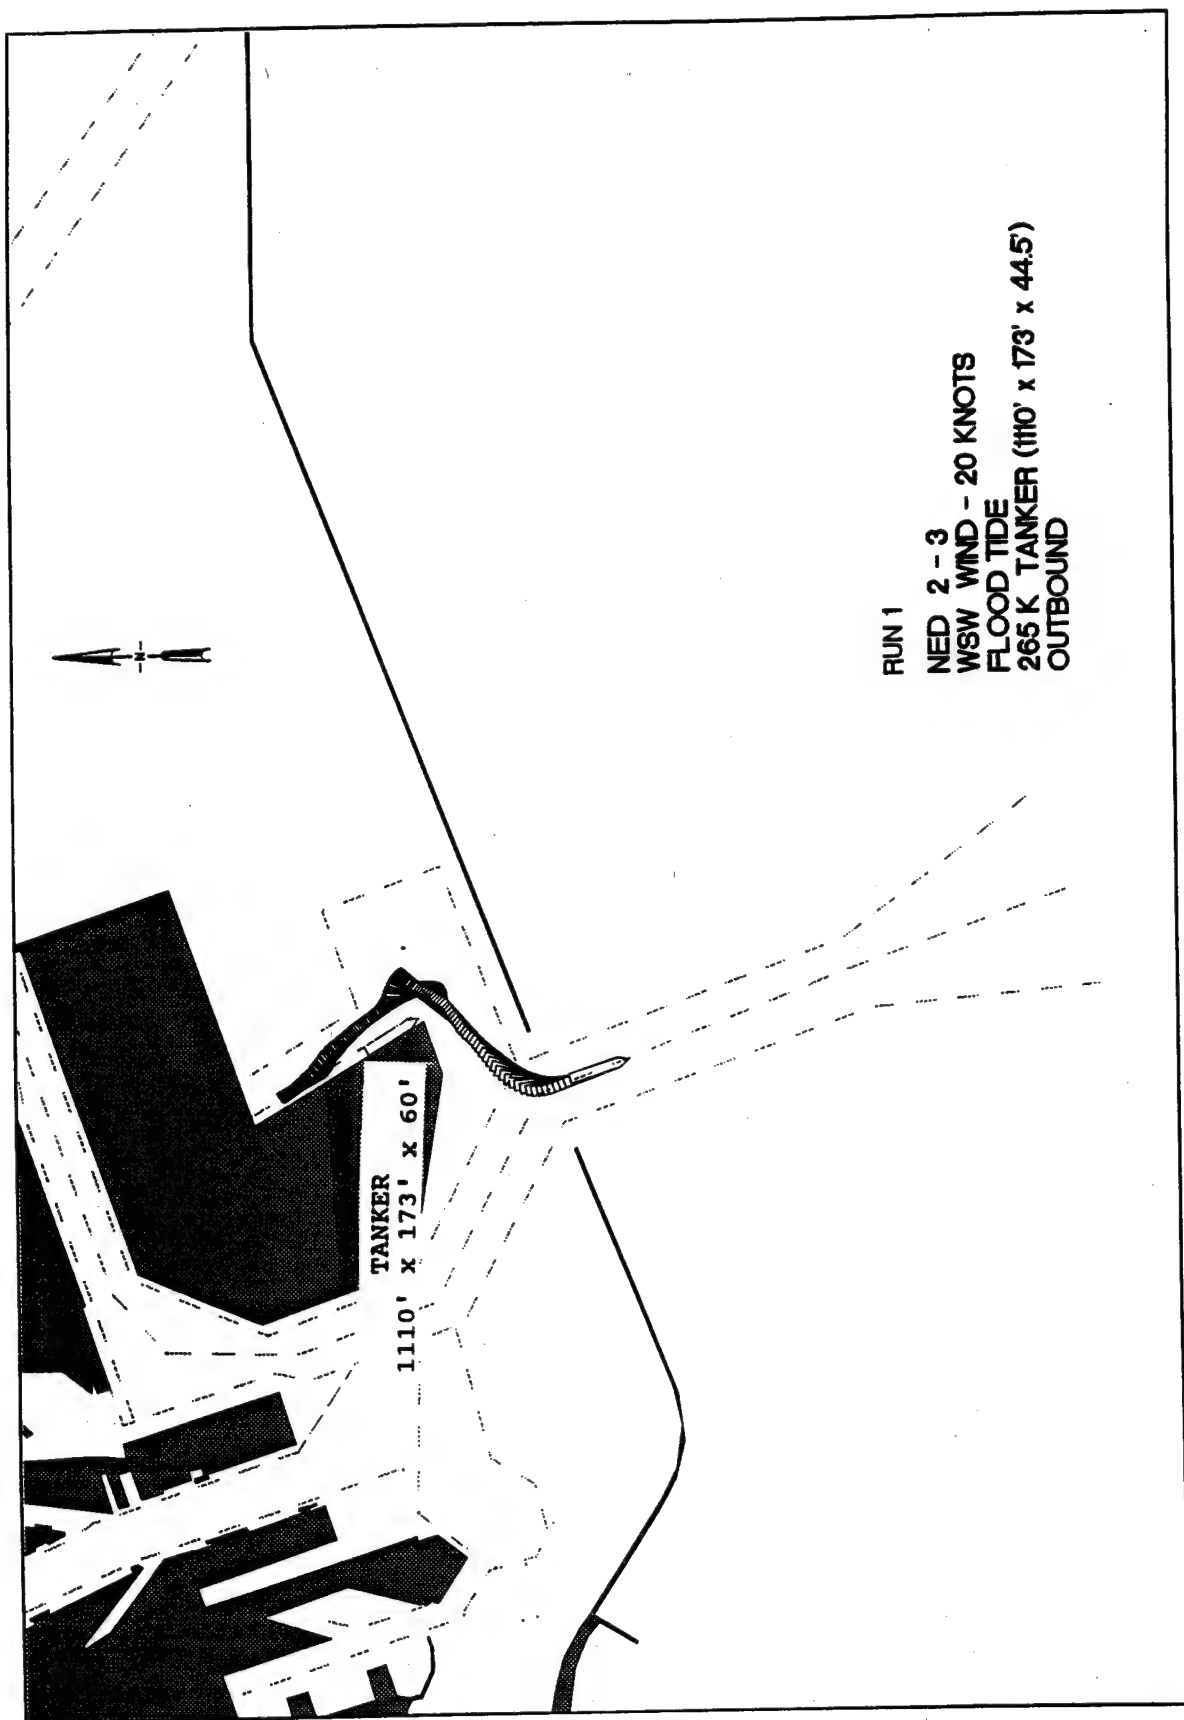 N
TANKER
1110' X 173' X 60'
RUN 1
NED 2 - 3
WSW WIND - 20 KNOTS
FLOOD TIDE
265 K TANKER (1110' x 173' x 44.5')
OUTBOUND